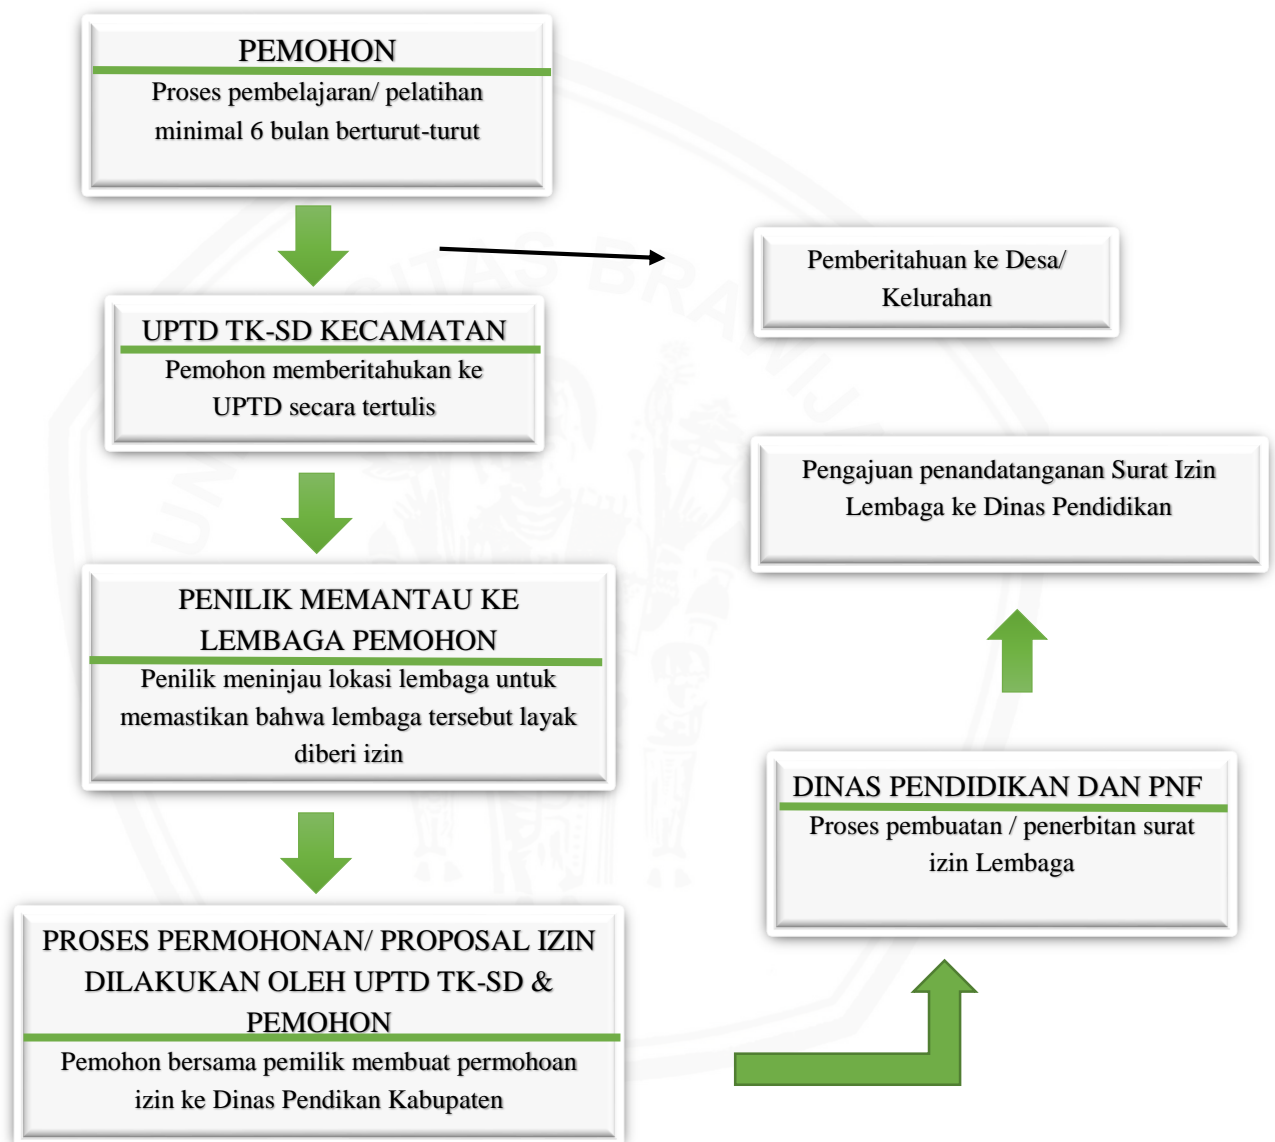 PEMOHON
Proses pembelajaran/ pelatihan
minimal 6 bulan berturut-turut
Pemberitahuan ke Desa/
Kelurahan
UPTD TK-SD KECAMATAN
Pemohon memberitahukan ke
UPTD secara tertulis
PENILIK MEMANTAU KE
LEMBAGA PEMOHON
Penilik meninjau lokasi lembaga untuk
memastikan bahwa lembaga tersebut layak
diberi izin
PROSES PERMOHONAN/ PROPOSAL IZIN
DILAKUKAN OLEH UPTD TK-SD &
PEMOHON
Pemohon bersama pemilik membuat permohoan
izin ke Dinas Pendikan Kabupaten
DINAS PENDIDIKAN DAN PNF
Proses pembuatan / penerbitan surat
izin Lembaga
Pengajuan penandatanganan Surat Izin
Lembaga ke Dinas Pendidikan